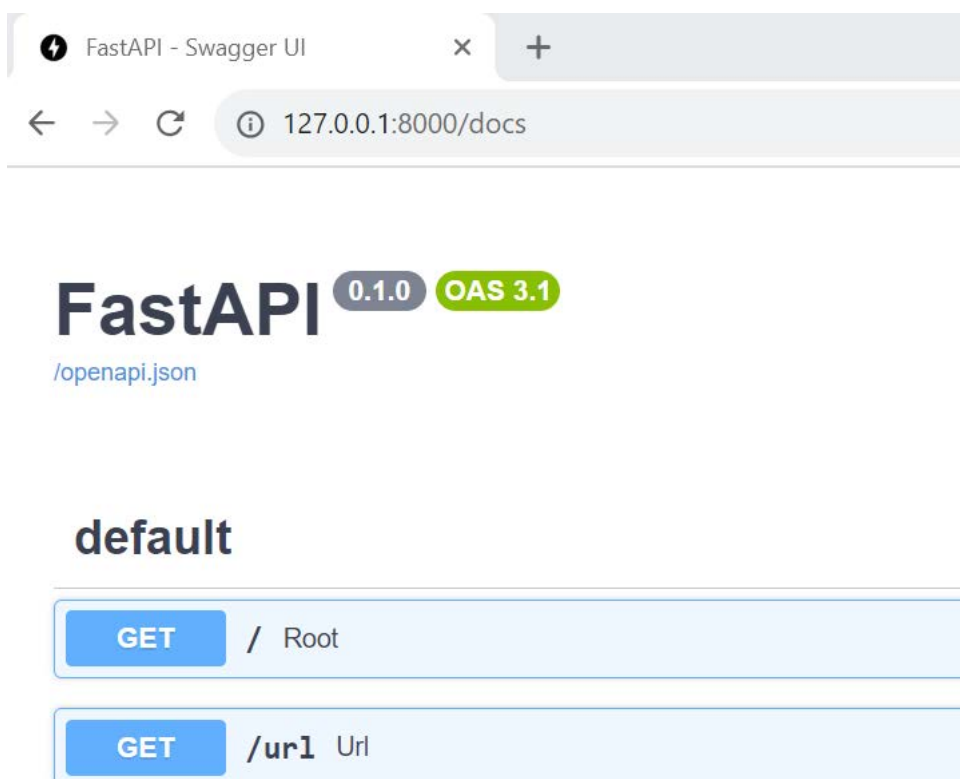 FastAPI - Swagger UI
127.0.0.1:8000/docs
FastAPI 0.1.0 OAS 3.1
/openapi.json
default
GET / Root
GET /url Url